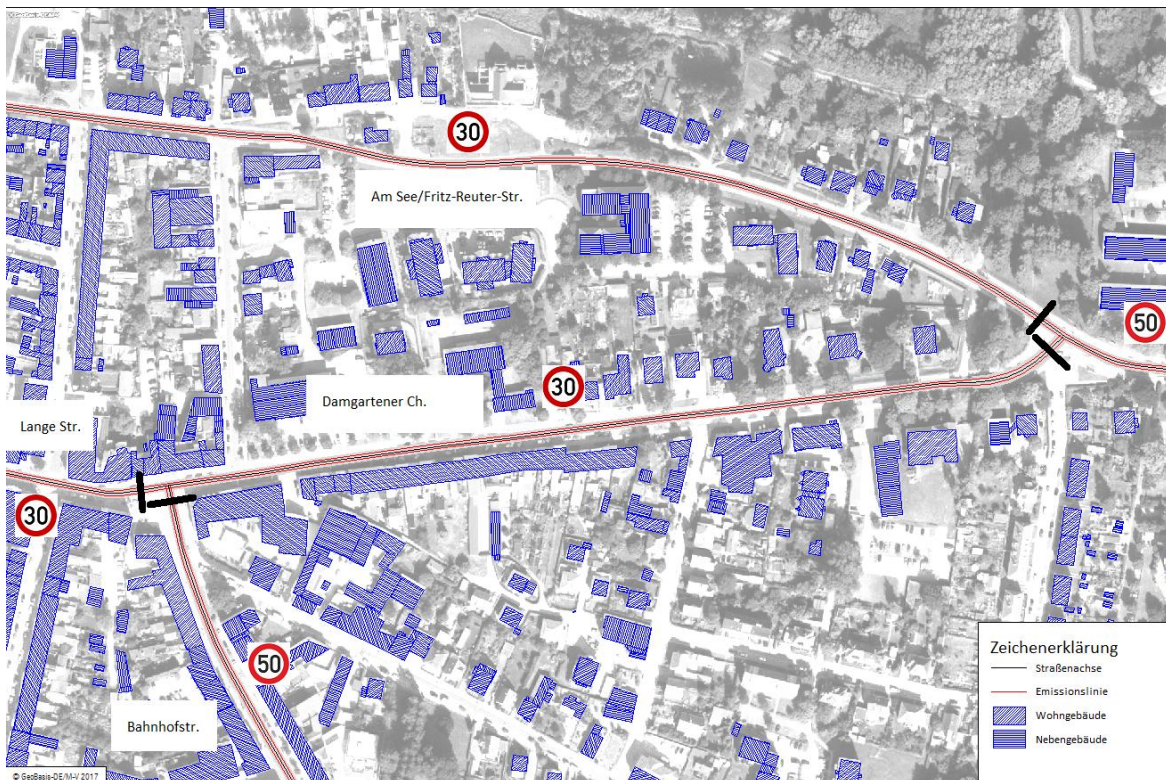 30
Am See/Fritz-Reuter-Str.
50
30
Damgartener Ch.
Lange Str.
30
50
Bahnhofstr.
Zeichenerklärung
Straßenachse
Emissionslinie
Wohngebäude
Nebengebäude
© GeoBasis-DE/M-V 2017